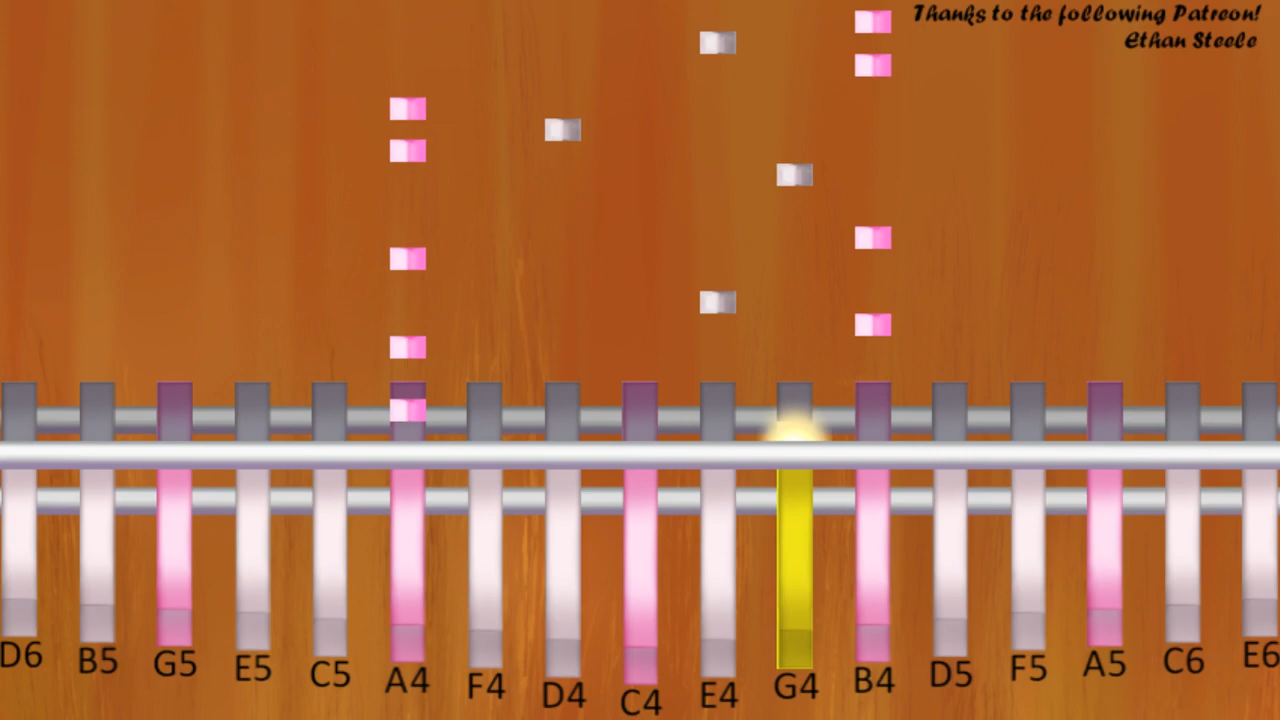 Thanks to the following Patreon!
Ethan Steele
D6 B5 G5 E5 C5 A4 F4 D4 C4 E4 G4 B4 D5 F5 A5 C6 E6